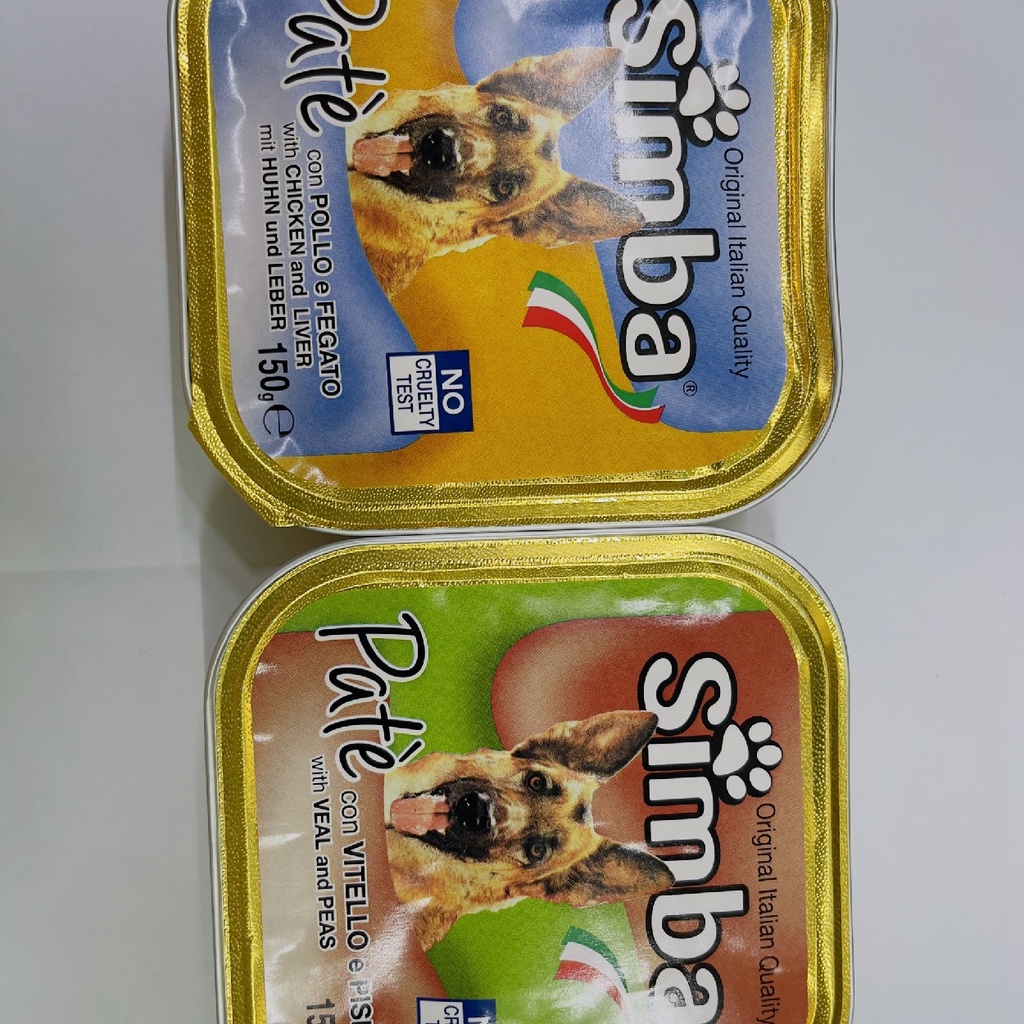 Original Italian Quality
simba®
Patè
con POLLO e FEGATO
with CHICKEN and LIVER
mit HUHN und LEBER
150g e
NO
CRUELTY
TEST
Original Italian Quality
simba
Patè
con VITELLO e
with VEAL and PEAS